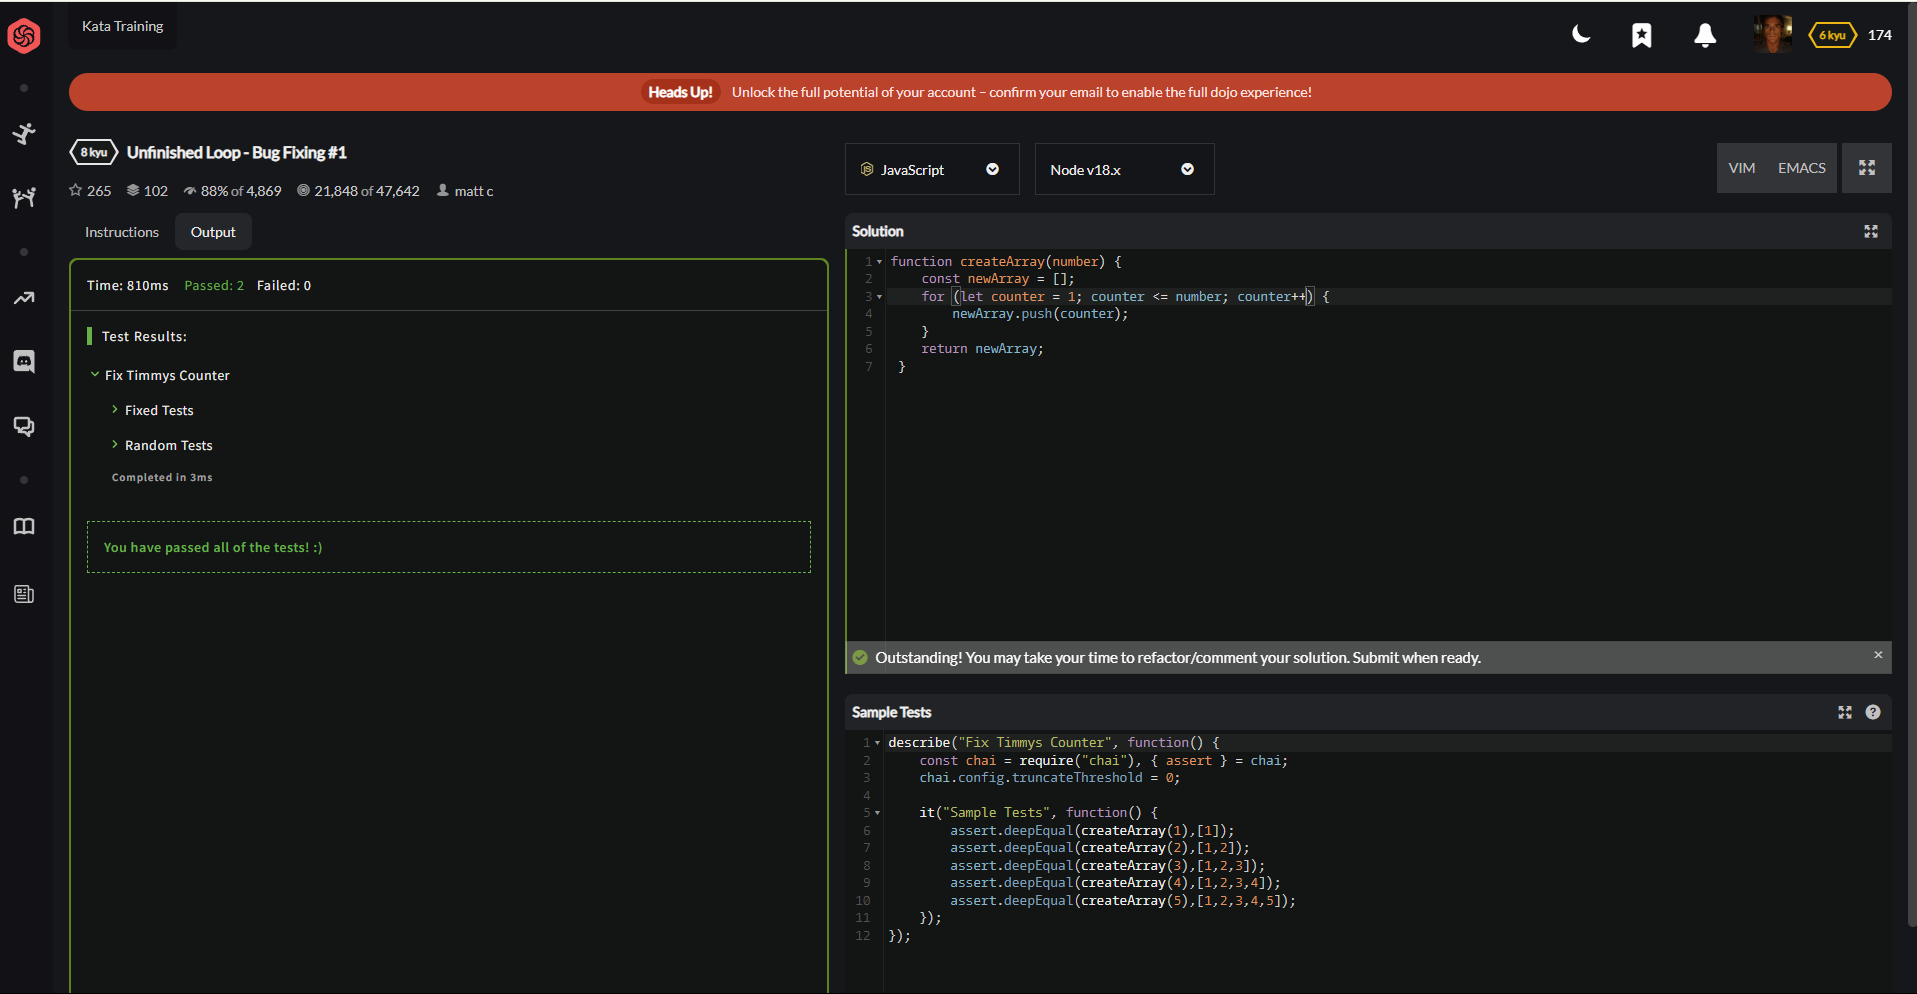 Kata Training
6 kyu 174
Heads Up! Unlock the full potential of your account – confirm your email to enable the full dojo experience!
8 kyu Unfinished Loop - Bug Fixing #1
265 102 88% of 4,869 21,848 of 47,642 matt c
Instructions Output
Time: 810ms Passed: 2 Failed: 0
Test Results:
Fix Timmys Counter
Fixed Tests
Random Tests
Completed in 3ms
You have passed all of the tests! :)
JavaScript Node v18.x VIM EMACS
Solution
1 function createArray(number) {
2 const newArray = [];
3 for (let counter = 1; counter <= number; counter++) {
4 newArray.push(counter);
5 }
6 return newArray;
7 }
Outstanding! You may take your time to refactor/comment your solution. Submit when ready. ×
Sample Tests ?
1 describe("Fix Timmys Counter", function() {
2 const chai = require("chai"), { assert } = chai;
3 chai.config.truncateThreshold = 0;
4
5 it("Sample Tests", function() {
6 assert.deepEqual(createArray(1),[1]);
7 assert.deepEqual(createArray(2),[1,2]);
8 assert.deepEqual(createArray(3),[1,2,3]);
9 assert.deepEqual(createArray(4),[1,2,3,4]);
10 assert.deepEqual(createArray(5),[1,2,3,4,5]);
11 });
12 });